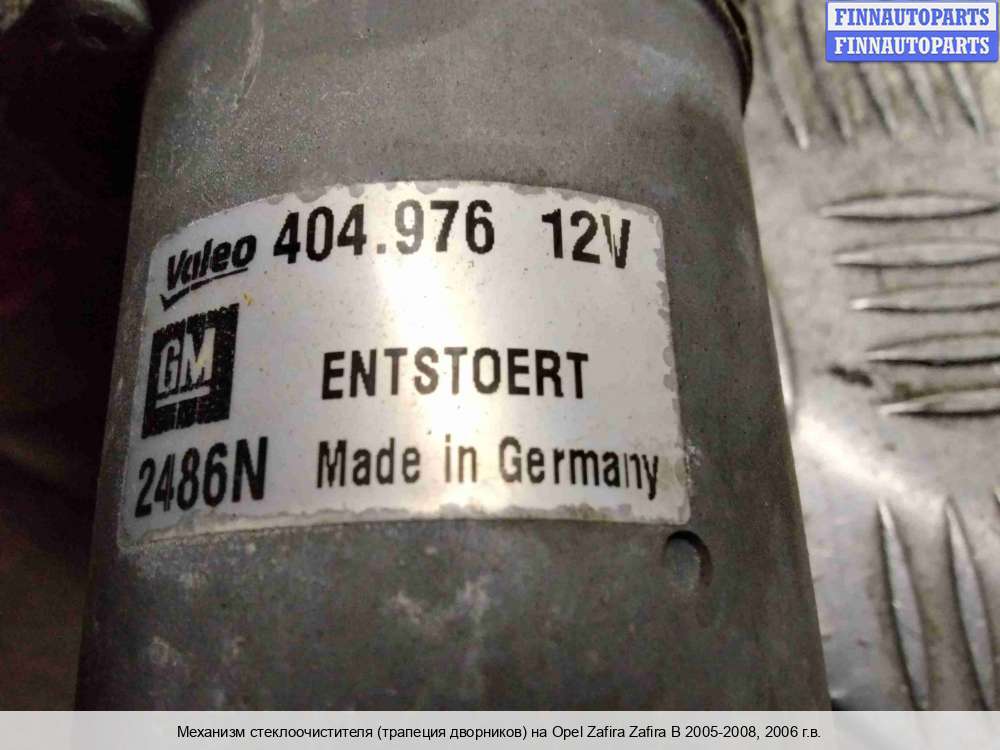 FINNAUTOPARTS
FINNAUTOPARTS
Valeo 404.976 12V
GM
ENTSTOERT
2486N Made in Germany
Механизм стеклоочистителя (трапеция дворников) на Opel Zafira Zafira B 2005-2008, 2006 г.в.